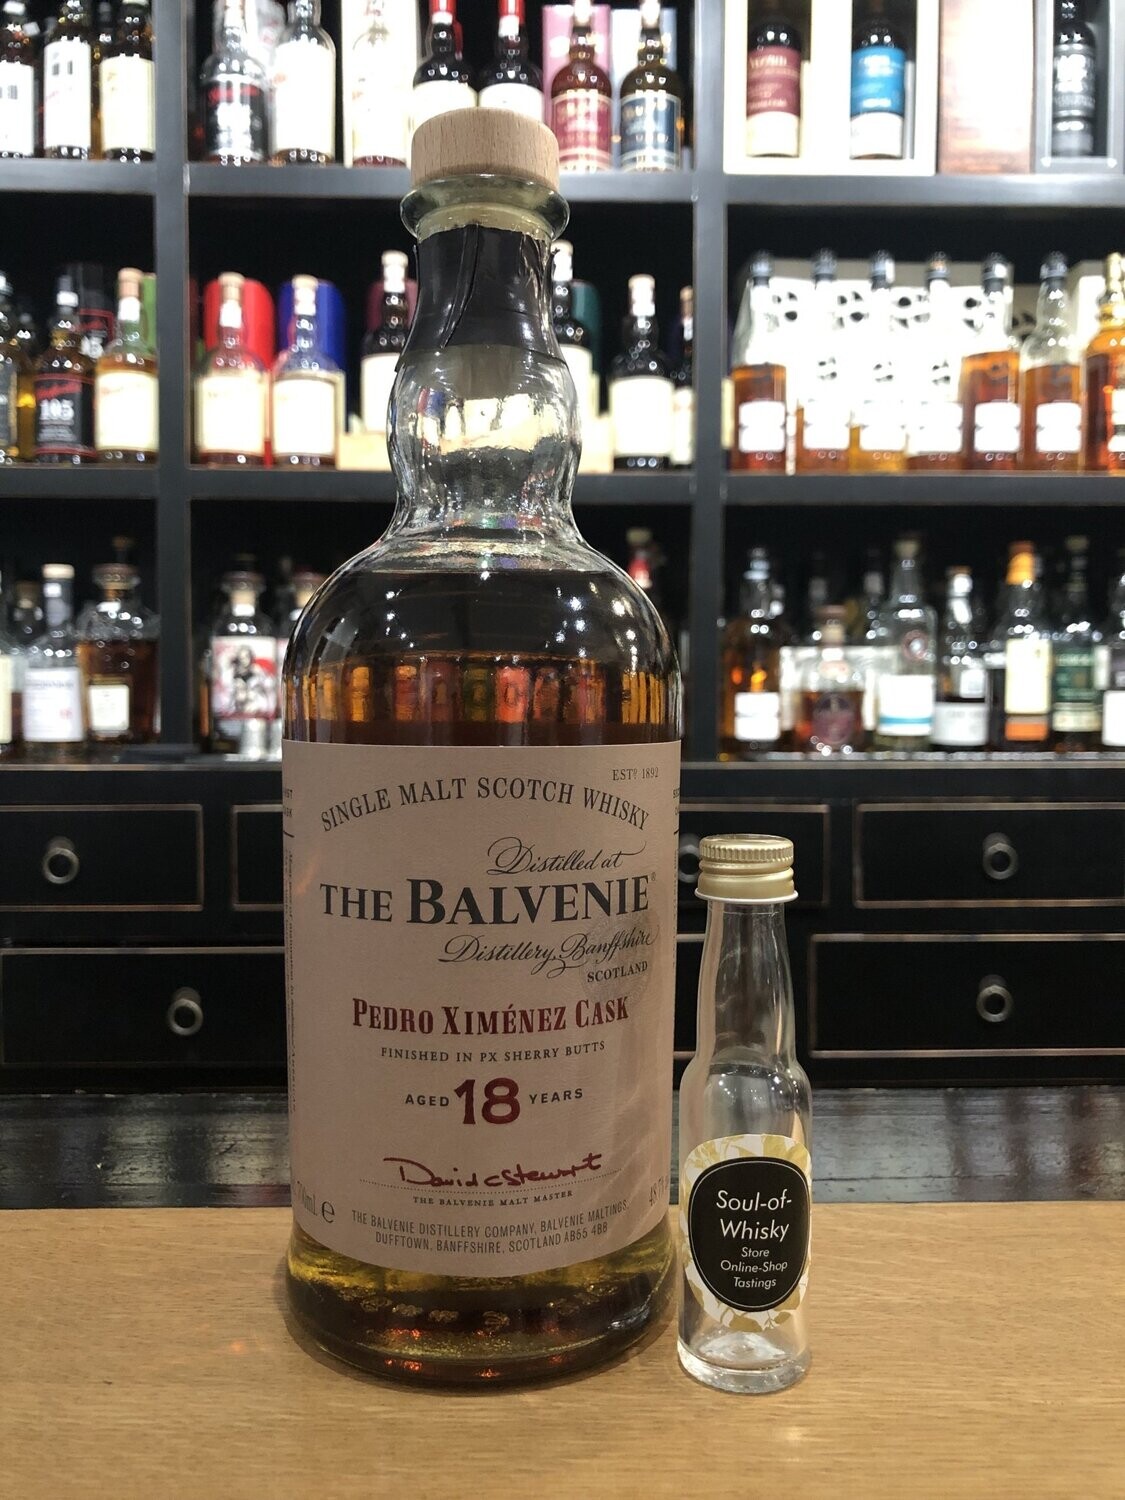 105
ESTD 1892
SINGLE MALT SCOTCH WHISKY
Distilled at
THE BALVENIE®
Distillery, Banffshire
SCOTLAND
PEDRO XIMÉNEZ CASK
FINISHED IN PX SHERRY BUTTS
AGED 18 YEARS
David C Stewart
THE BALVENIE MALT MASTER
THE BALVENIE DISTILLERY COMPANY, BALVENIE MALTINGS,
DUFFTOWN, BANFFSHIRE, SCOTLAND AB55 4BB
Soul-of-
Whisky
Store
Online-Shop
Tastings